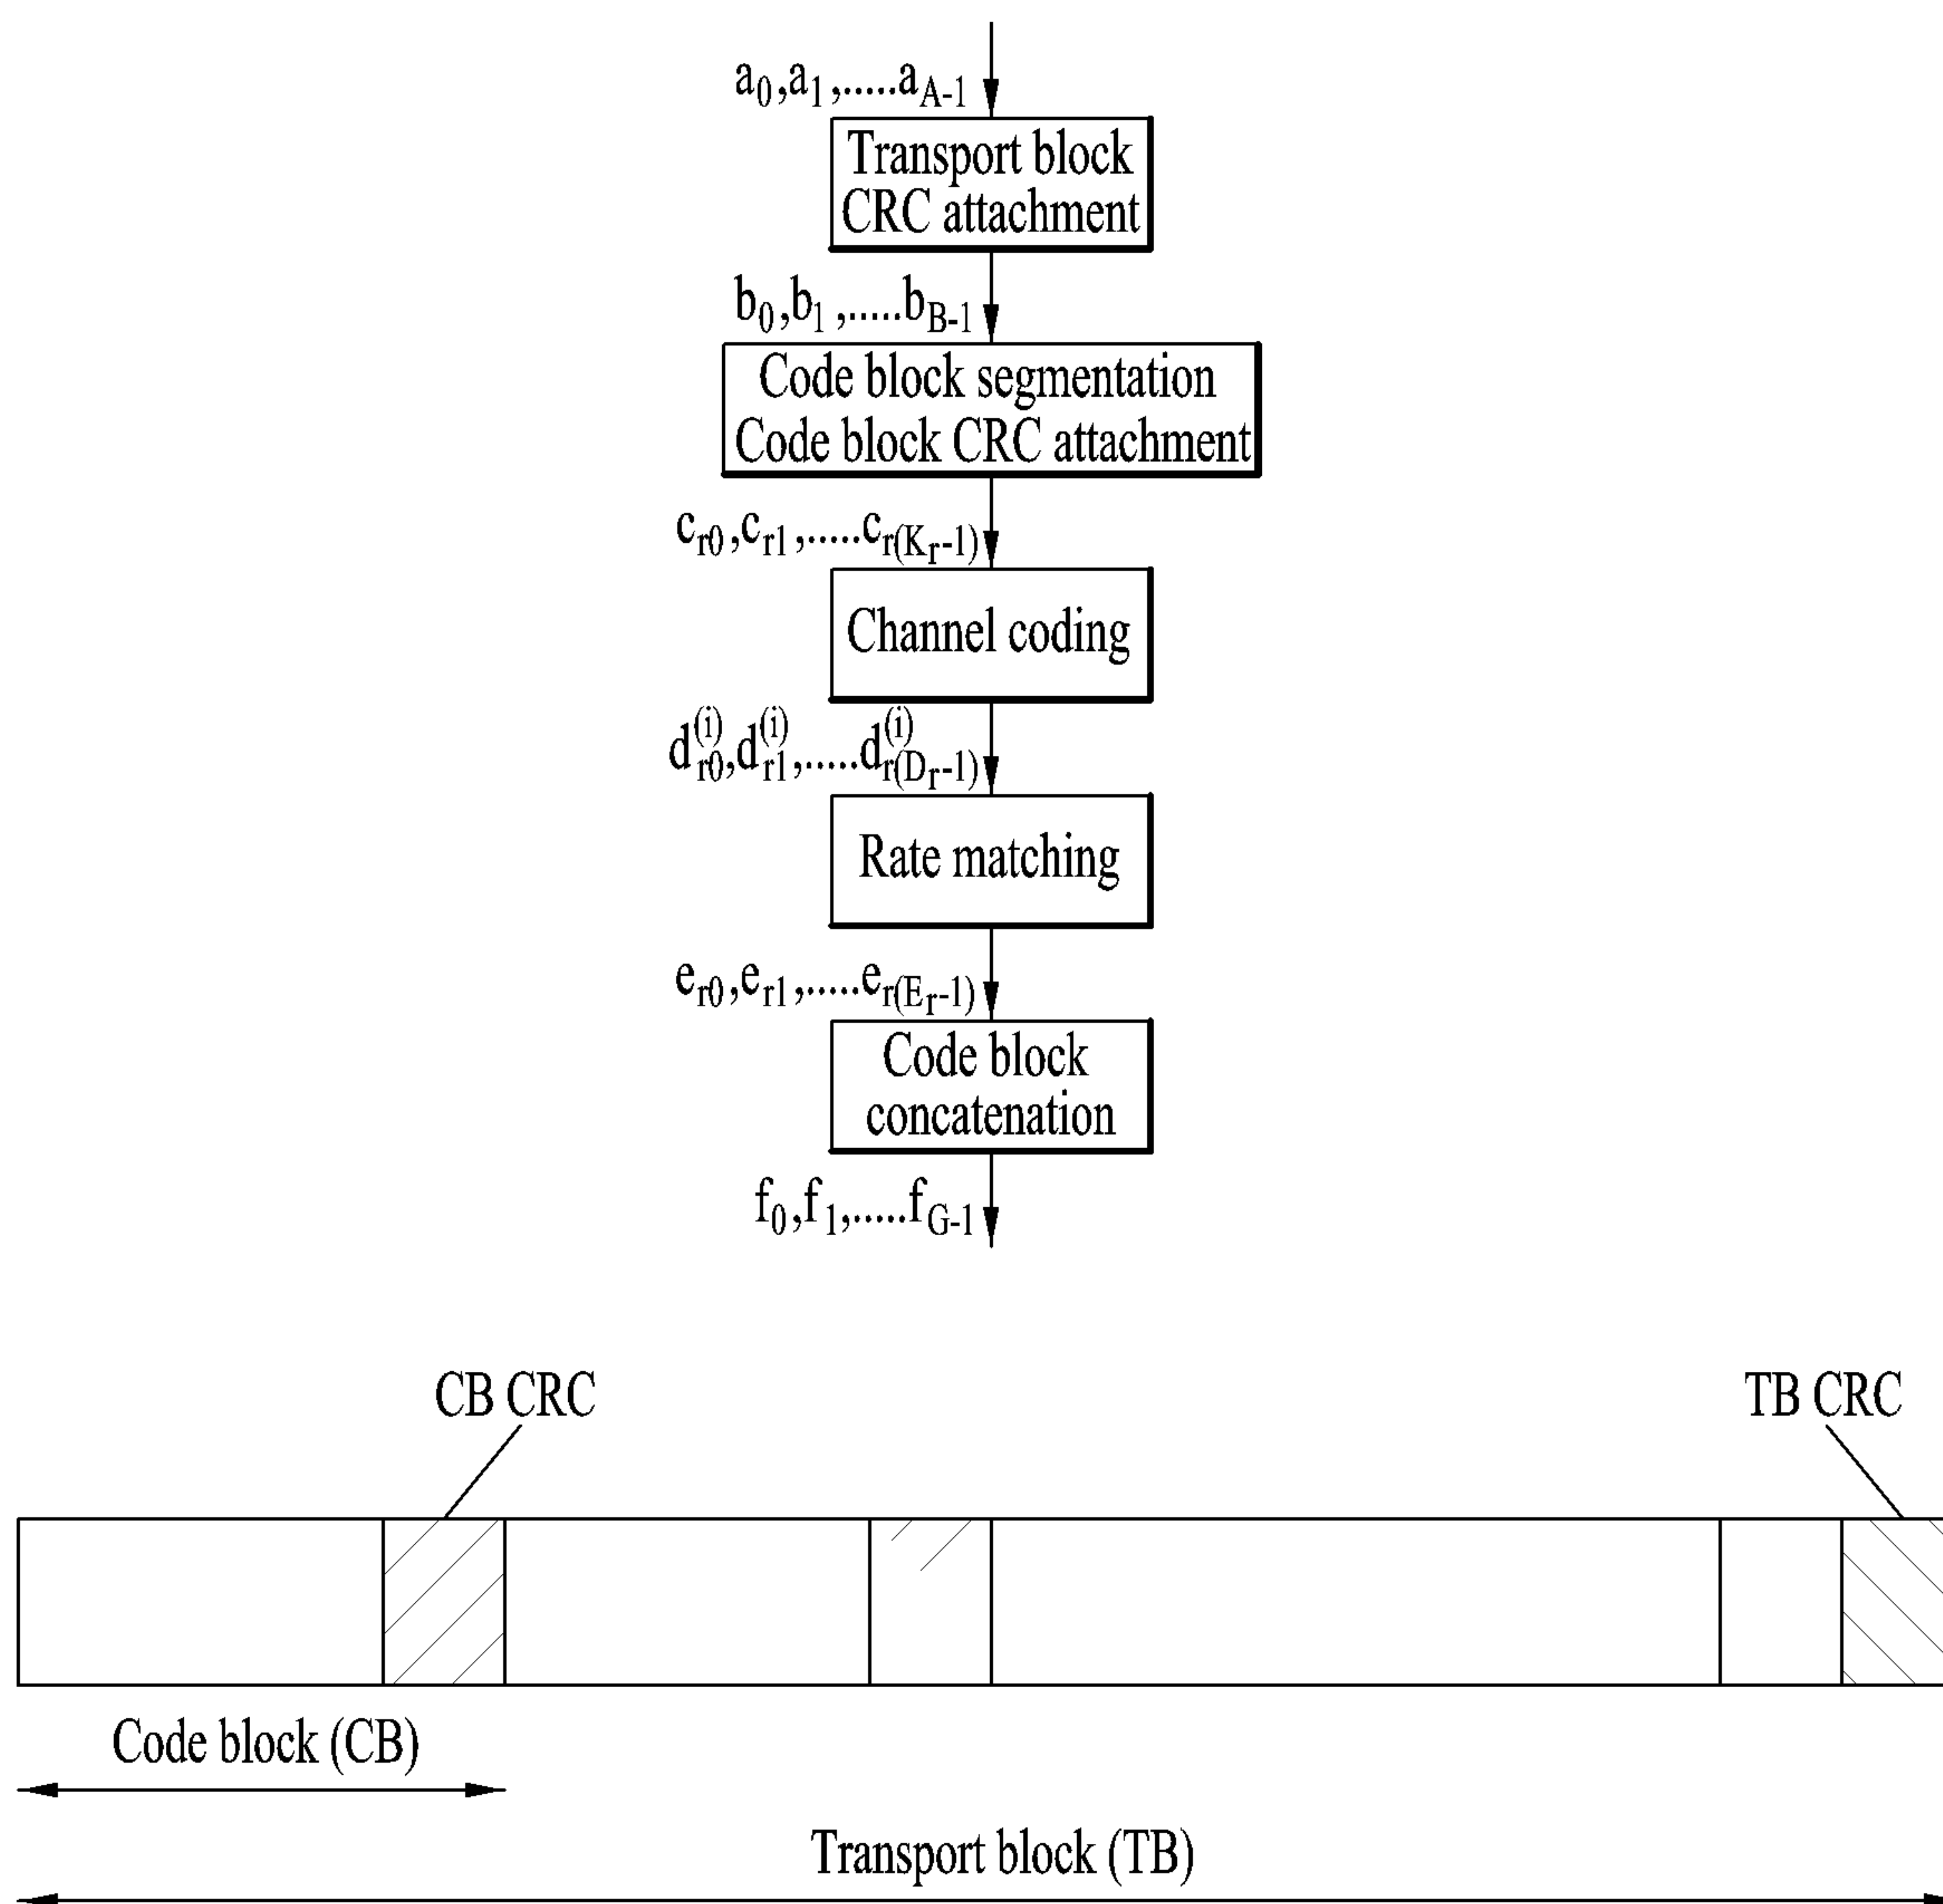 a0,a1,.....aA-1
Transport block
CRC attachment
b0,b1,.....bB-1
Code block segmentation
Code block CRC attachment
cr0,cr1,.....cr(Kr-1)
Channel coding
d(i)r0,d(i)r1,.....d(i)r(Dr-1)
Rate matching
er0,er1,.....er(Er-1)
Code block
concatenation
f0,f1,.....fG-1
CB CRC
TB CRC
Code block (CB)
Transport block (TB)